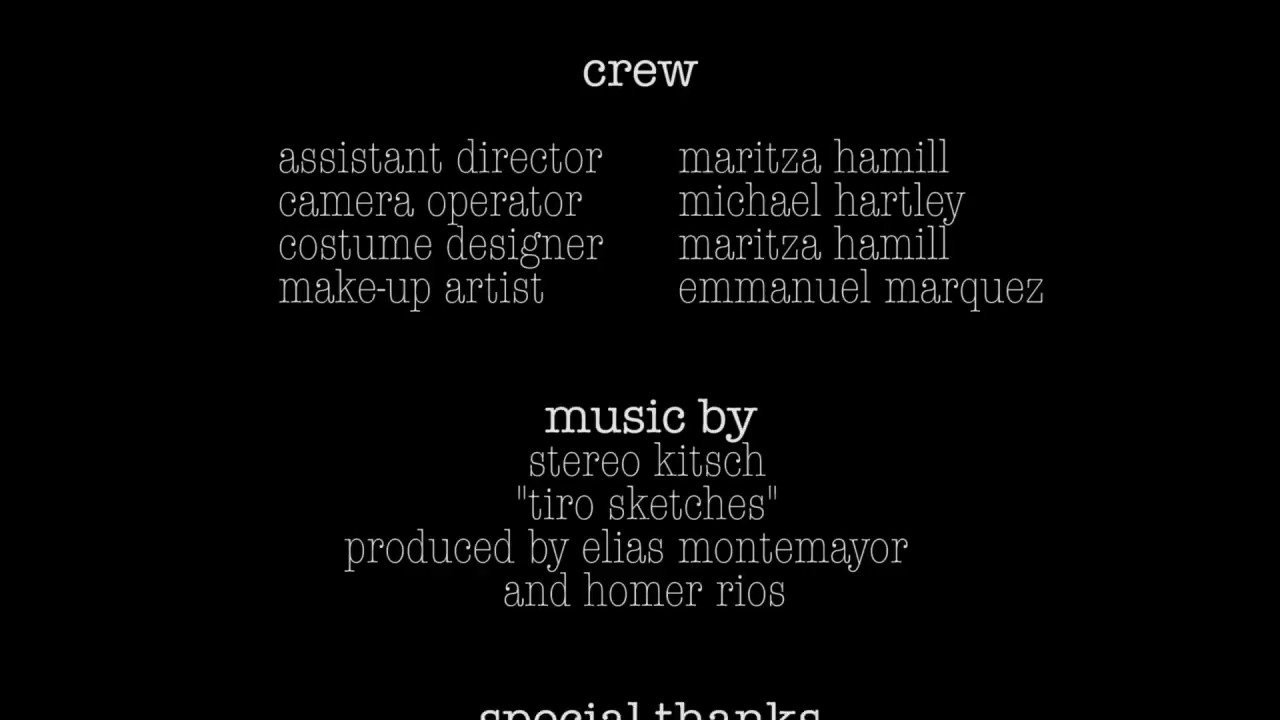 crew
assistant director maritza hamill
camera operator michael hartley
costume designer maritza hamill
make-up artist emmanuel marquez
music by
stereo kitsch
"tiro sketches"
produced by elias montemayor
and homer rios
special thanks